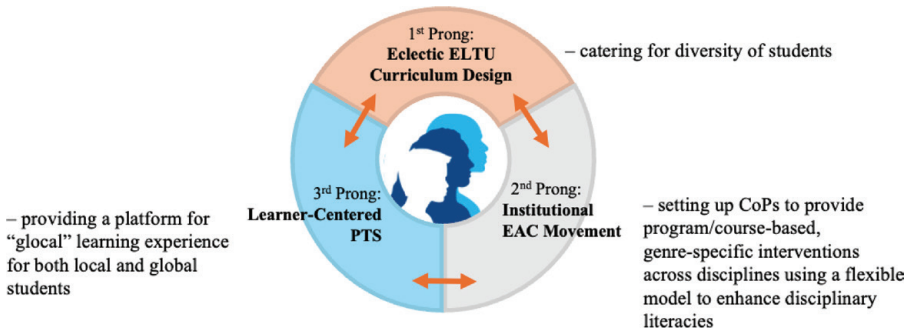 1st Prong:
Eclectic ELTU
Curriculum Design
– catering for diversity of students
3rd Prong:
Learner-Centered
PTS
2nd Prong:
Institutional
EAC Movement
– providing a platform for
“glocal” learning experience
for both local and global
students
– setting up CoPs to provide
program/course-based,
genre-specific interventions
across disciplines using a flexible
model to enhance disciplinary
literacies